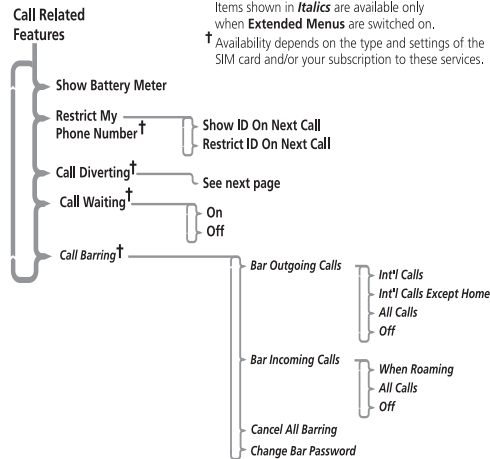 Call Related
Features
Items shown in Italics are available only
when Extended Menus are switched on.
† Availability depends on the type and settings of the
SIM card and/or your subscription to these services.
Show Battery Meter
Restrict My
Phone Number†
Show ID On Next Call
Restrict ID On Next Call
Call Diverting†
See next page
Call Waiting†
On
Off
Call Barring†
Bar Outgoing Calls
Int'l Calls
Int'l Calls Except Home
All Calls
Off
Bar Incoming Calls
When Roaming
All Calls
Off
Cancel All Barring
Change Bar Password